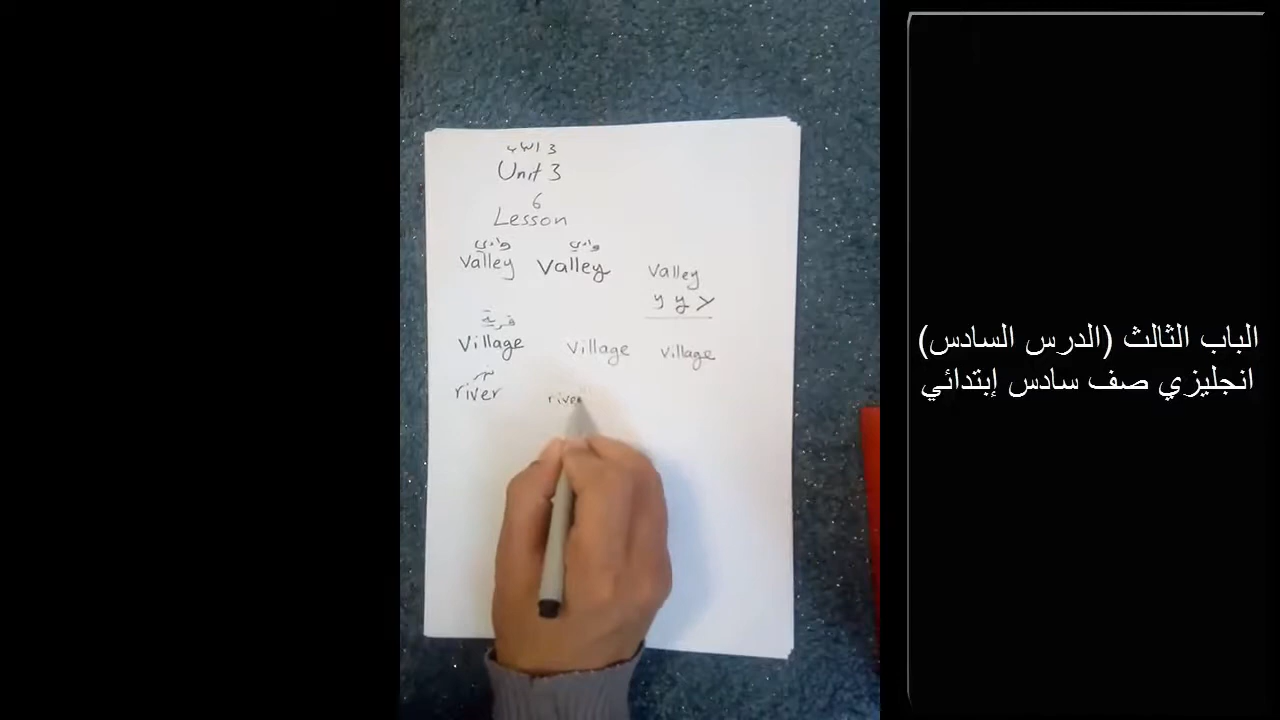 3 الباب
Unit 3
6
Lesson
وادي وادي
valley valley valley
y y y
قرية
Village village village
نهر
river rive
الباب الثالث (الدرس السادس)
انجليزي صف سادس إبتدائي